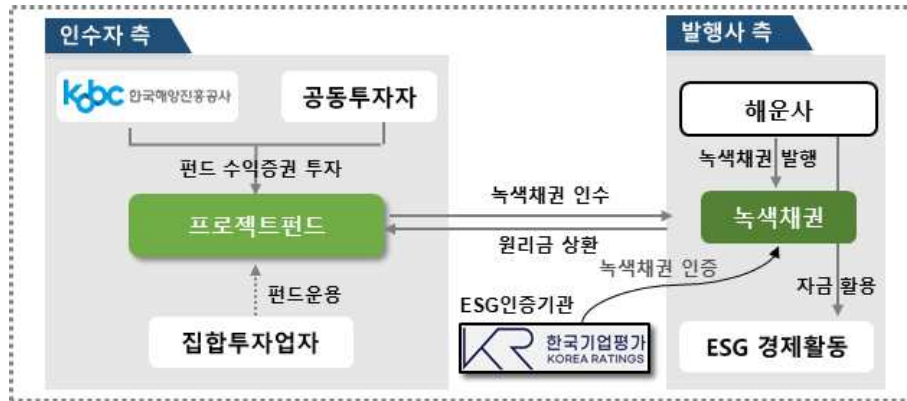 인수자 측
발행사 측
kobc 한국해양진흥공사
공동투자자
해운사
펀드 수익증권 투자
녹색채권 발행
프로젝트펀드
녹색채권 인수
녹색채권
원리금 상환
녹색채권 인증
펀드운용
ESG인증기관
자금 활용
집합투자업자
KR 한국기업평가
KOREA RATINGS
ESG 경제활동